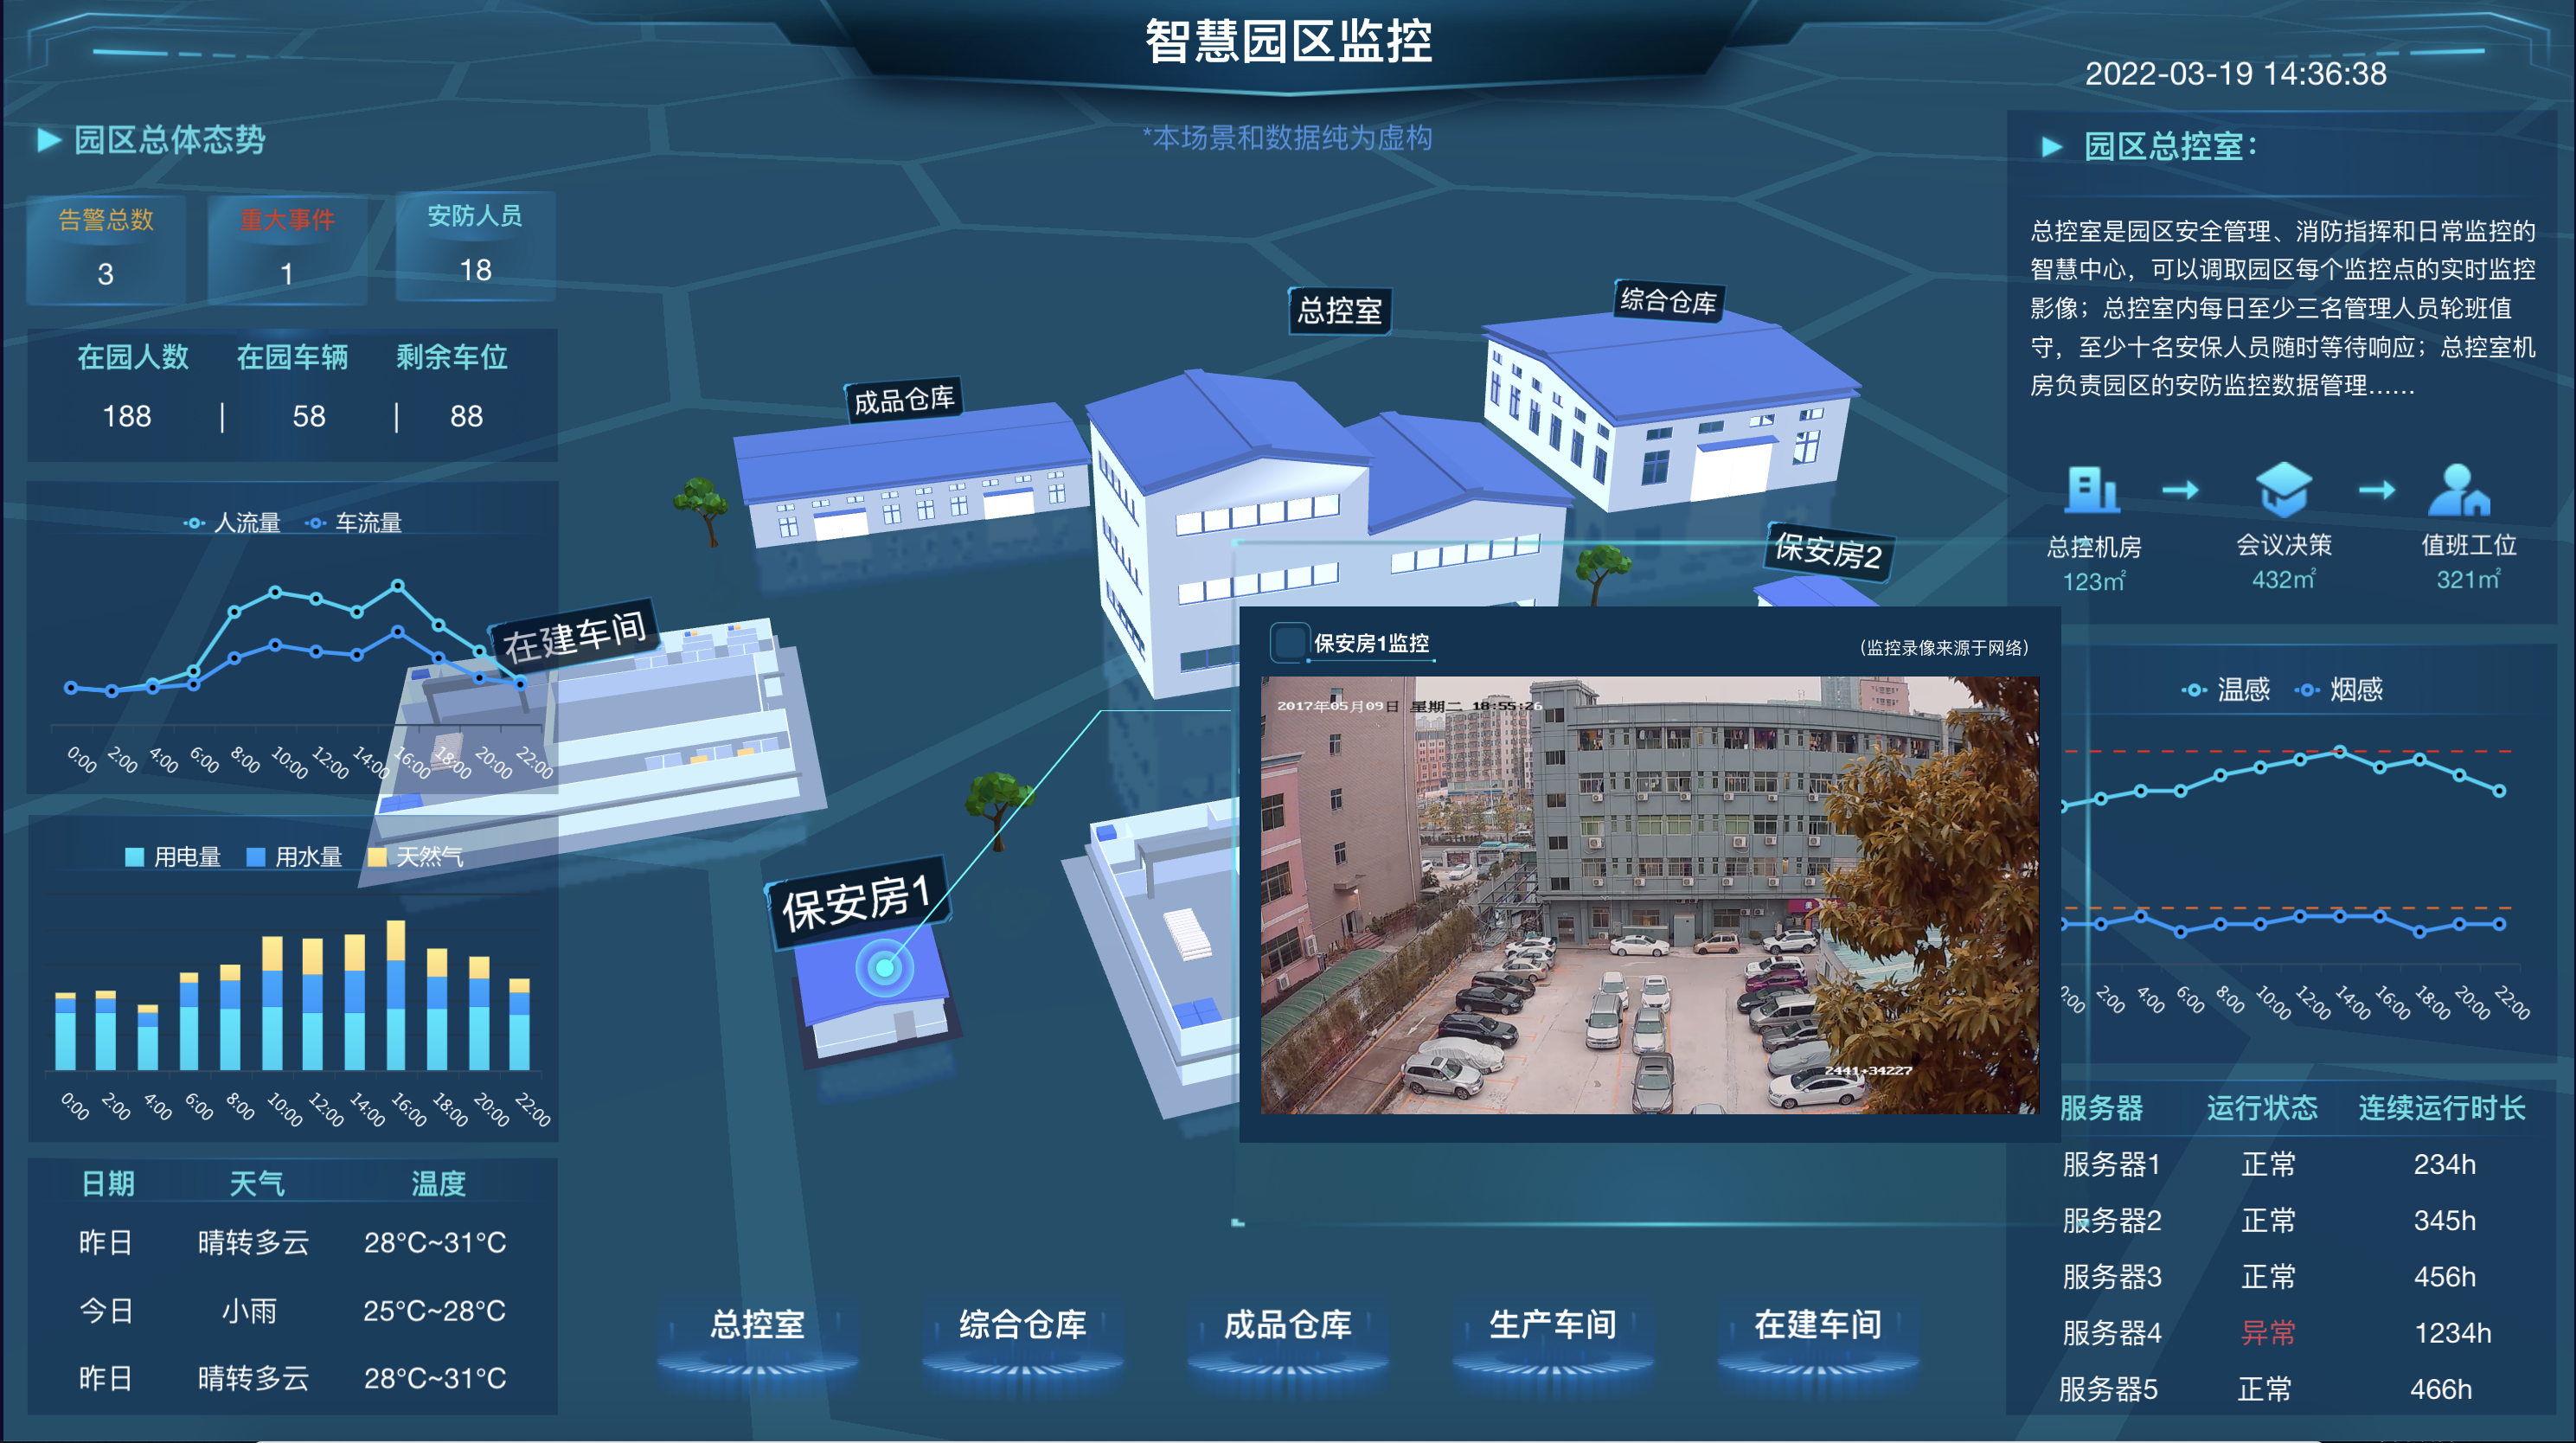 智慧园区监控
2022-03-19 14:36:38
*本场景和数据纯为虚构
园区总体态势
告警总数
3
重大事件
1
安防人员
18
在园人数 在园车辆 剩余车位
188 | 58 | 88
人流量 车流量
0:00 2:00 4:00 6:00 8:00 10:00 12:00 14:00 16:00 18:00 20:00 22:00
用电量 用水量 天然气
0:00 2:00 4:00 6:00 8:00 10:00 12:00 14:00 16:00 18:00 20:00 22:00
日期 天气 温度
昨日 晴转多云 28°C~31°C
今日 小雨 25°C~28°C
昨日 晴转多云 28°C~31°C
总控室
综合仓库
成品仓库
保安房2
在建车间
保安房1
保安房1监控
(监控录像来源于网络)
2017年05月09日 星期二 18:55:26
2441+34227
总控室 综合仓库 成品仓库 生产车间 在建车间
园区总控室：
总控室是园区安全管理、消防指挥和日常监控的
智慧中心，可以调取园区每个监控点的实时监控
影像；总控室内每日至少三名管理人员轮班值
守，至少十名安保人员随时等待响应；总控室机
房负责园区的安防监控数据管理……
总控机房 会议决策 值班工位
123㎡ 432㎡ 321㎡
温感 烟感
0:00 2:00 4:00 6:00 8:00 10:00 12:00 14:00 16:00 18:00 20:00 22:00
服务器 运行状态 连续运行时长
服务器1 正常 234h
服务器2 正常 345h
服务器3 正常 456h
服务器4 异常 1234h
服务器5 正常 466h